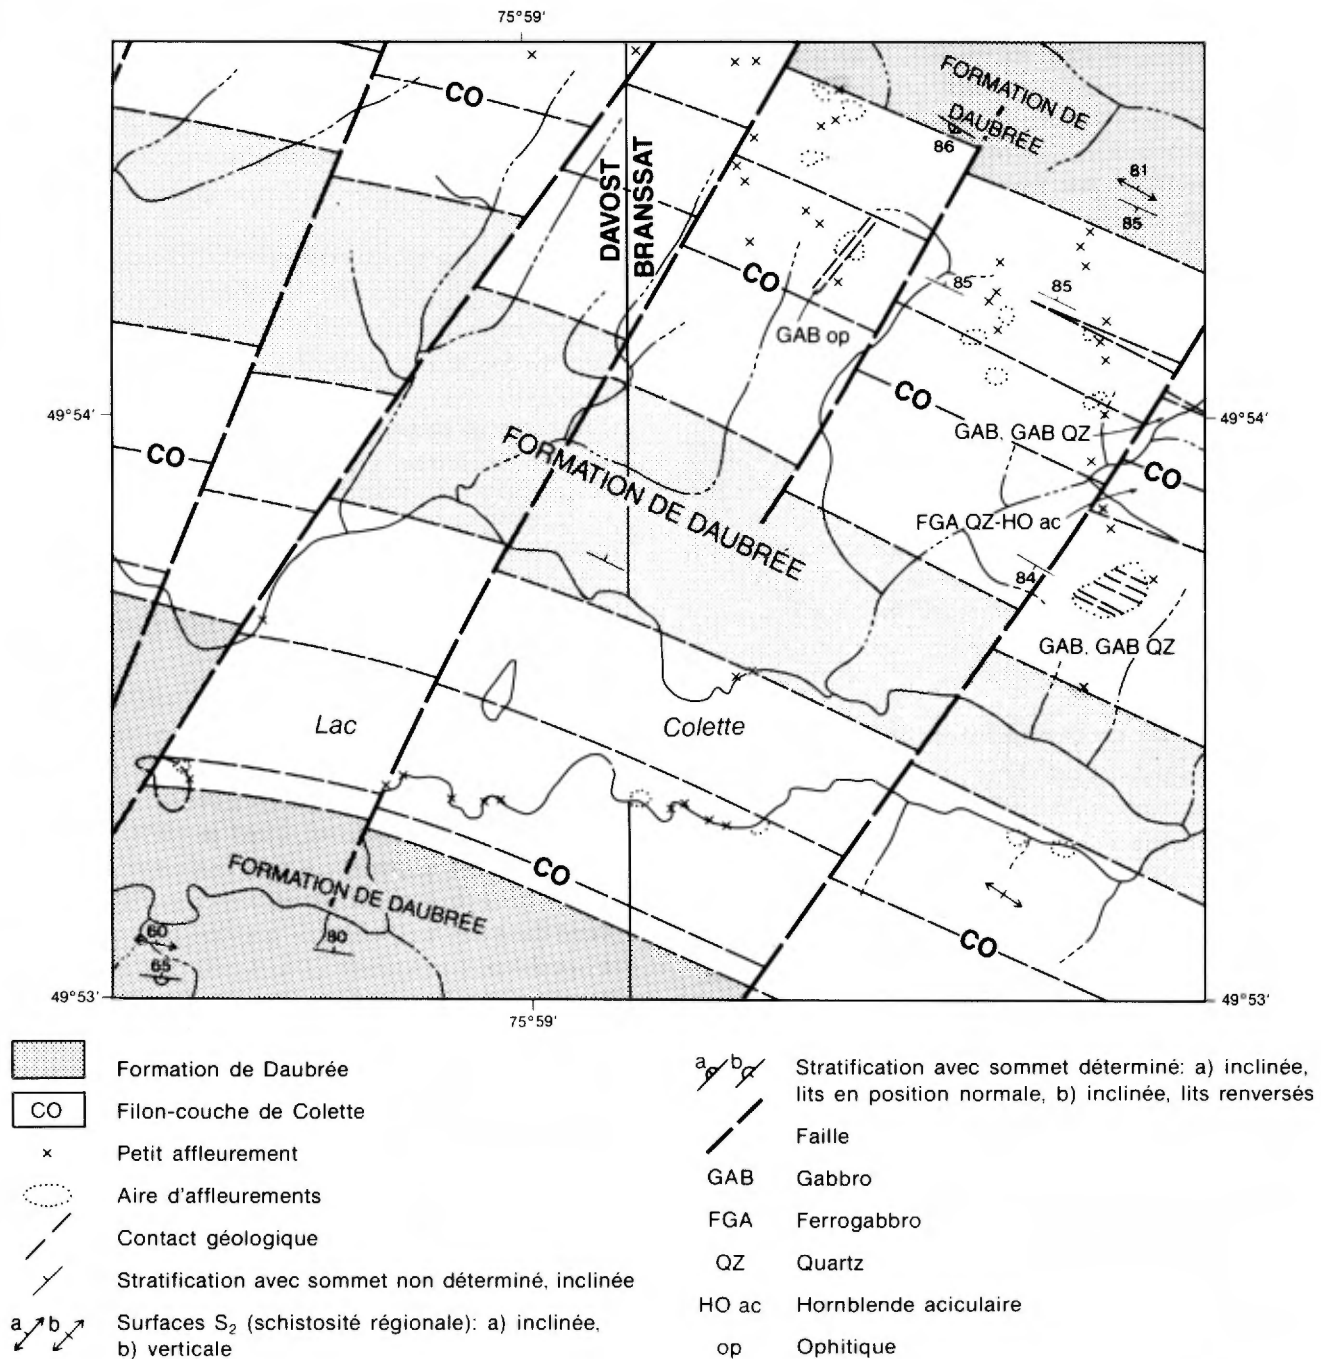 75°59'
CO
FORMATION DE
DAUBRÉE
86
81
85
DAVOST
BRANSSAT
CO
85
85
GAB op
49°54'
49°54'
CO
GAB, GAB QZ
CO
CO
FORMATION DE DAUBRÉE
FGA QZ-HO ac
84
GAB, GAB QZ
Lac
Colette
CO
FORMATION DE DAUBRÉE
CO
60
80
65
49°53'
49°53'
75°59'
Formation de Daubrée
CO Filon-couche de Colette
x Petit affleurement
Aire d'affleurements
Contact géologique
Stratification avec sommet non déterminé, inclinée
a b Surfaces S₂ (schistosité régionale): a) inclinée,
b) verticale
a b Stratification avec sommet déterminé: a) inclinée,
lits en position normale, b) inclinée, lits renversés
Faille
GAB Gabbro
FGA Ferrogabbro
QZ Quartz
HO ac Hornblende aciculaire
op Ophitique